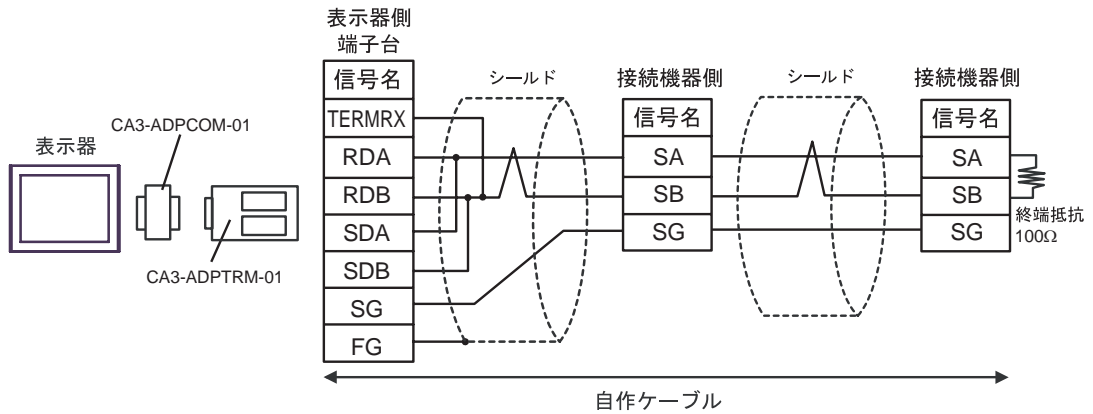 表示器
CA3-ADPCOM-01
CA3-ADPTRM-01
表示器側
端子台
信号名
TERMRX
RDA
RDB
SDA
SDB
SG
FG
シールド
接続機器側
信号名
SA
SB
SG
シールド
接続機器側
信号名
SA
SB
SG
終端抵抗
100Ω
自作ケーブル